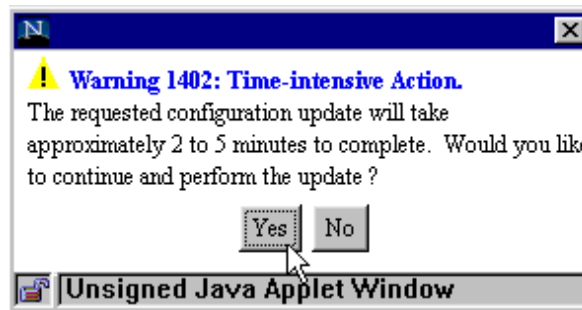 N
Warning 1402: Time-intensive Action.
The requested configuration update will take
approximately 2 to 5 minutes to complete. Would you like
to continue and perform the update ?
Yes No
Unsigned Java Applet Window